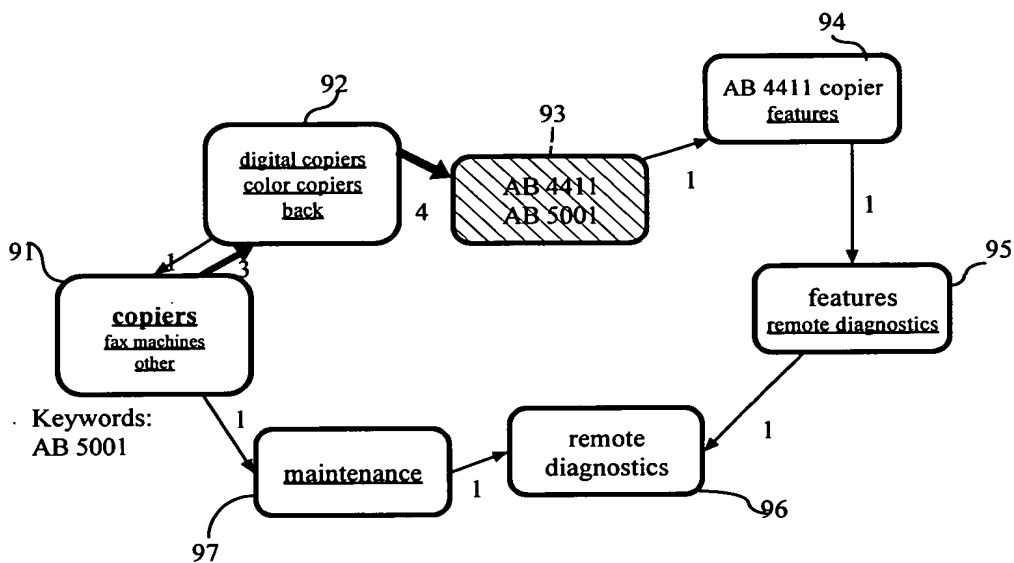 94
AB 4411 copier
features
92
digital copiers
color copiers
back
93
AB 4411
AB 5001
1
4
1
91
1
3
copiers
fax machines
other
95
features
remote diagnostics
Keywords:
AB 5001
1
maintenance
1
remote
diagnostics
1
96
97